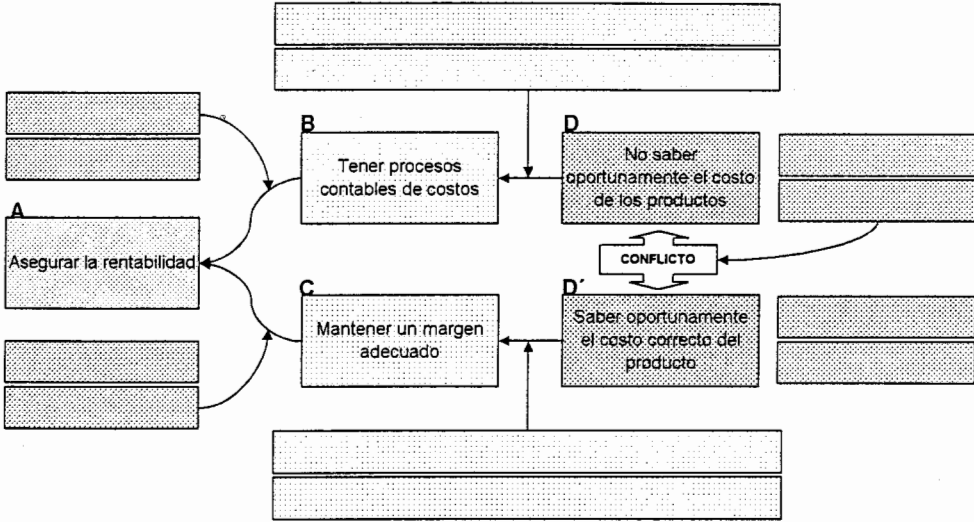 B
Tener procesos
contables de costos
D
No saber
oportunamente el costo
de los productos
A
Asegurar la rentabilidad
CONFLICTO
C
Mantener un margen
adecuado
D´
Saber oportunamente
el costo correcto del
producto